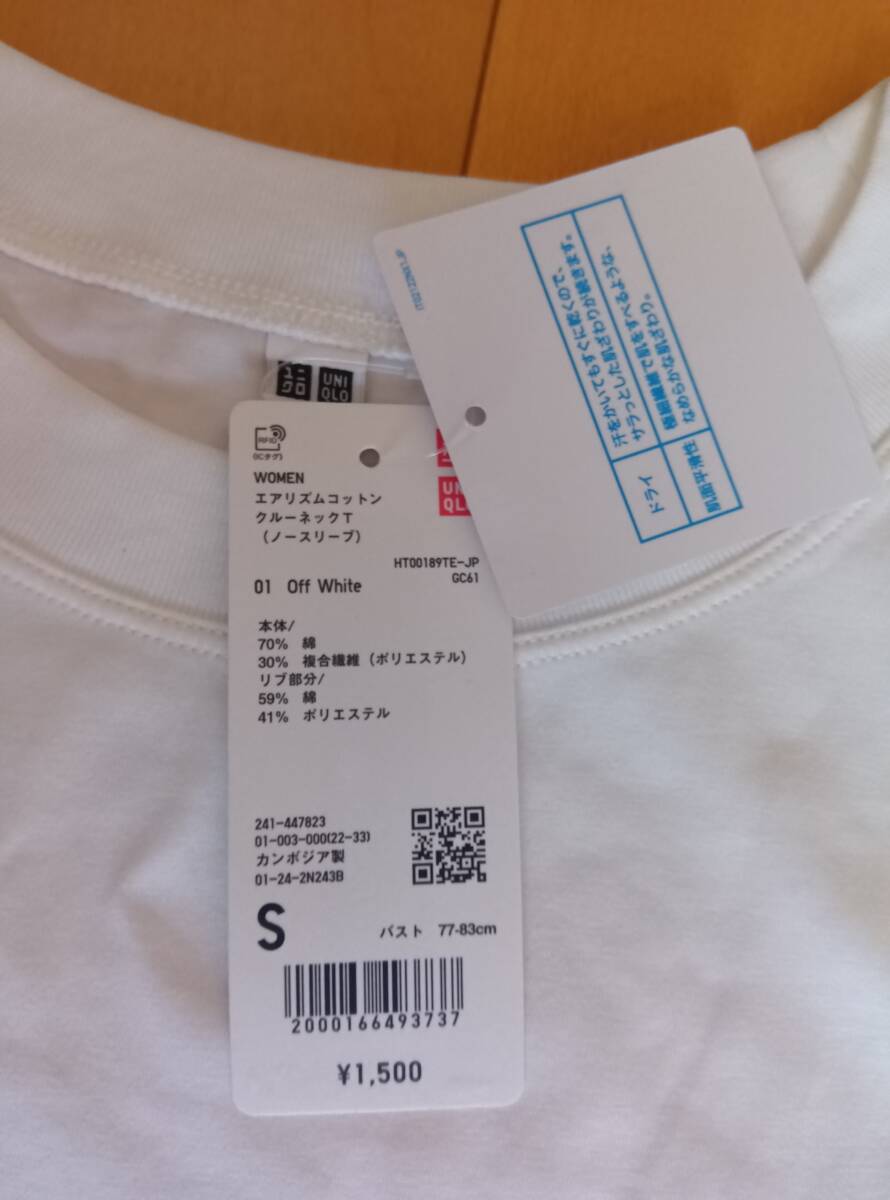 ユニ
クロ
UNI
QLO
RFID
(ICタグ)
WOMEN
エアリズムコットン
クルーネックT
(ノースリーブ)
UN
QL
HT00189TE-JP
GC61
01 Off White
本体/
70% 綿
30% 複合繊維(ポリエステル)
リブ部分/
59% 綿
41% ポリエステル
241-447823
01-003-000(22-33)
カンボジア製
01-24-2N243B
S
バスト 77-83cm
2000166493737
¥1,500
ドライ
汗をかいてもすぐに乾くので、
サラっとした肌ざわりが続きます。
肌面平滑性
極細繊維で肌をすべるような、
なめらかな肌ざわり。